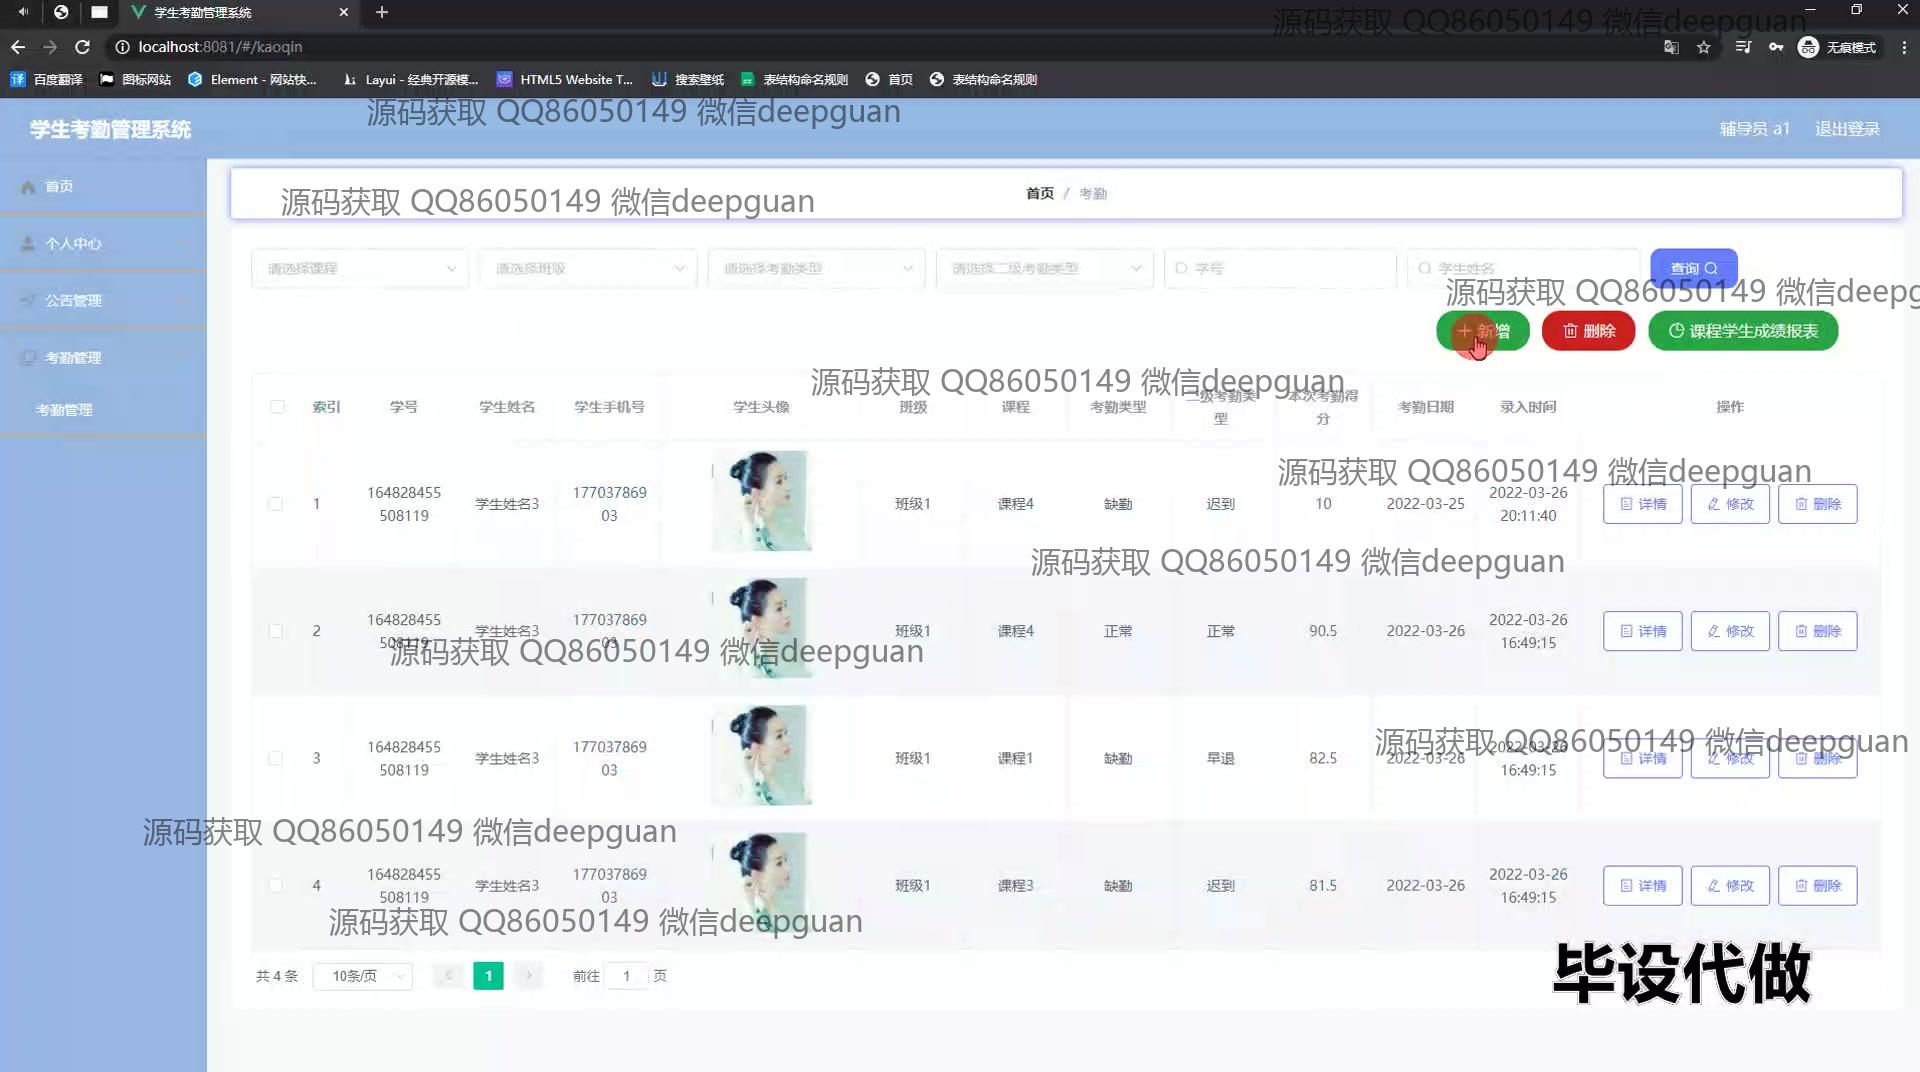 学生考勤管理系统
localhost:8081/#/kaoqin
无痕模式
百度翻译 图标网站 Element - 网站快... Layui - 经典开源模... HTML5 Website T... 搜索壁纸 表结构命名规则 首页 表结构命名规则
源码获取 QQ86050149 微信deepguan
源码获取 QQ86050149 微信deepguan
学生考勤管理系统
辅导员 a1 退出登录
首页
个人中心
公告管理
考勤管理
考勤管理
源码获取 QQ86050149 微信deepguan
首页 / 考勤
请选择课程 请选择班级 请选择考勤类型 请选择二级考勤类型 学号 学生姓名 查询
源码获取 QQ86050149 微信deepg
新增 删除 课程学生成绩报表
源码获取 QQ86050149 微信deepguan
索引 学号 学生姓名 学生手机号 学生头像 班级 课程 考勤类型 二级考勤类型 本次考勤得分 考勤日期 录入时间 操作
源码获取 QQ86050149 微信deepguan
1 164828455508119 学生姓名3 17703786903 班级1 课程4 缺勤 迟到 10 2022-03-25 2022-03-26 20:11:40 详情 修改 删除
源码获取 QQ86050149 微信deepguan
2 164828455508119 学生姓名3 17703786903 班级1 课程4 正常 正常 90.5 2022-03-26 2022-03-26 16:49:15 详情 修改 删除
源码获取 QQ86050149 微信deepguan
源码获取 QQ86050149 微信deepguan
3 164828455508119 学生姓名3 17703786903 班级1 课程1 缺勤 早退 82.5 2022-03-26 2022-03-26 16:49:15 详情 修改 删除
源码获取 QQ86050149 微信deepguan
4 164828455508119 学生姓名3 17703786903 班级1 课程3 缺勤 迟到 81.5 2022-03-26 2022-03-26 16:49:15 详情 修改 删除
源码获取 QQ86050149 微信deepguan
共 4 条 10条/页 1 前往 1 页
毕设代做